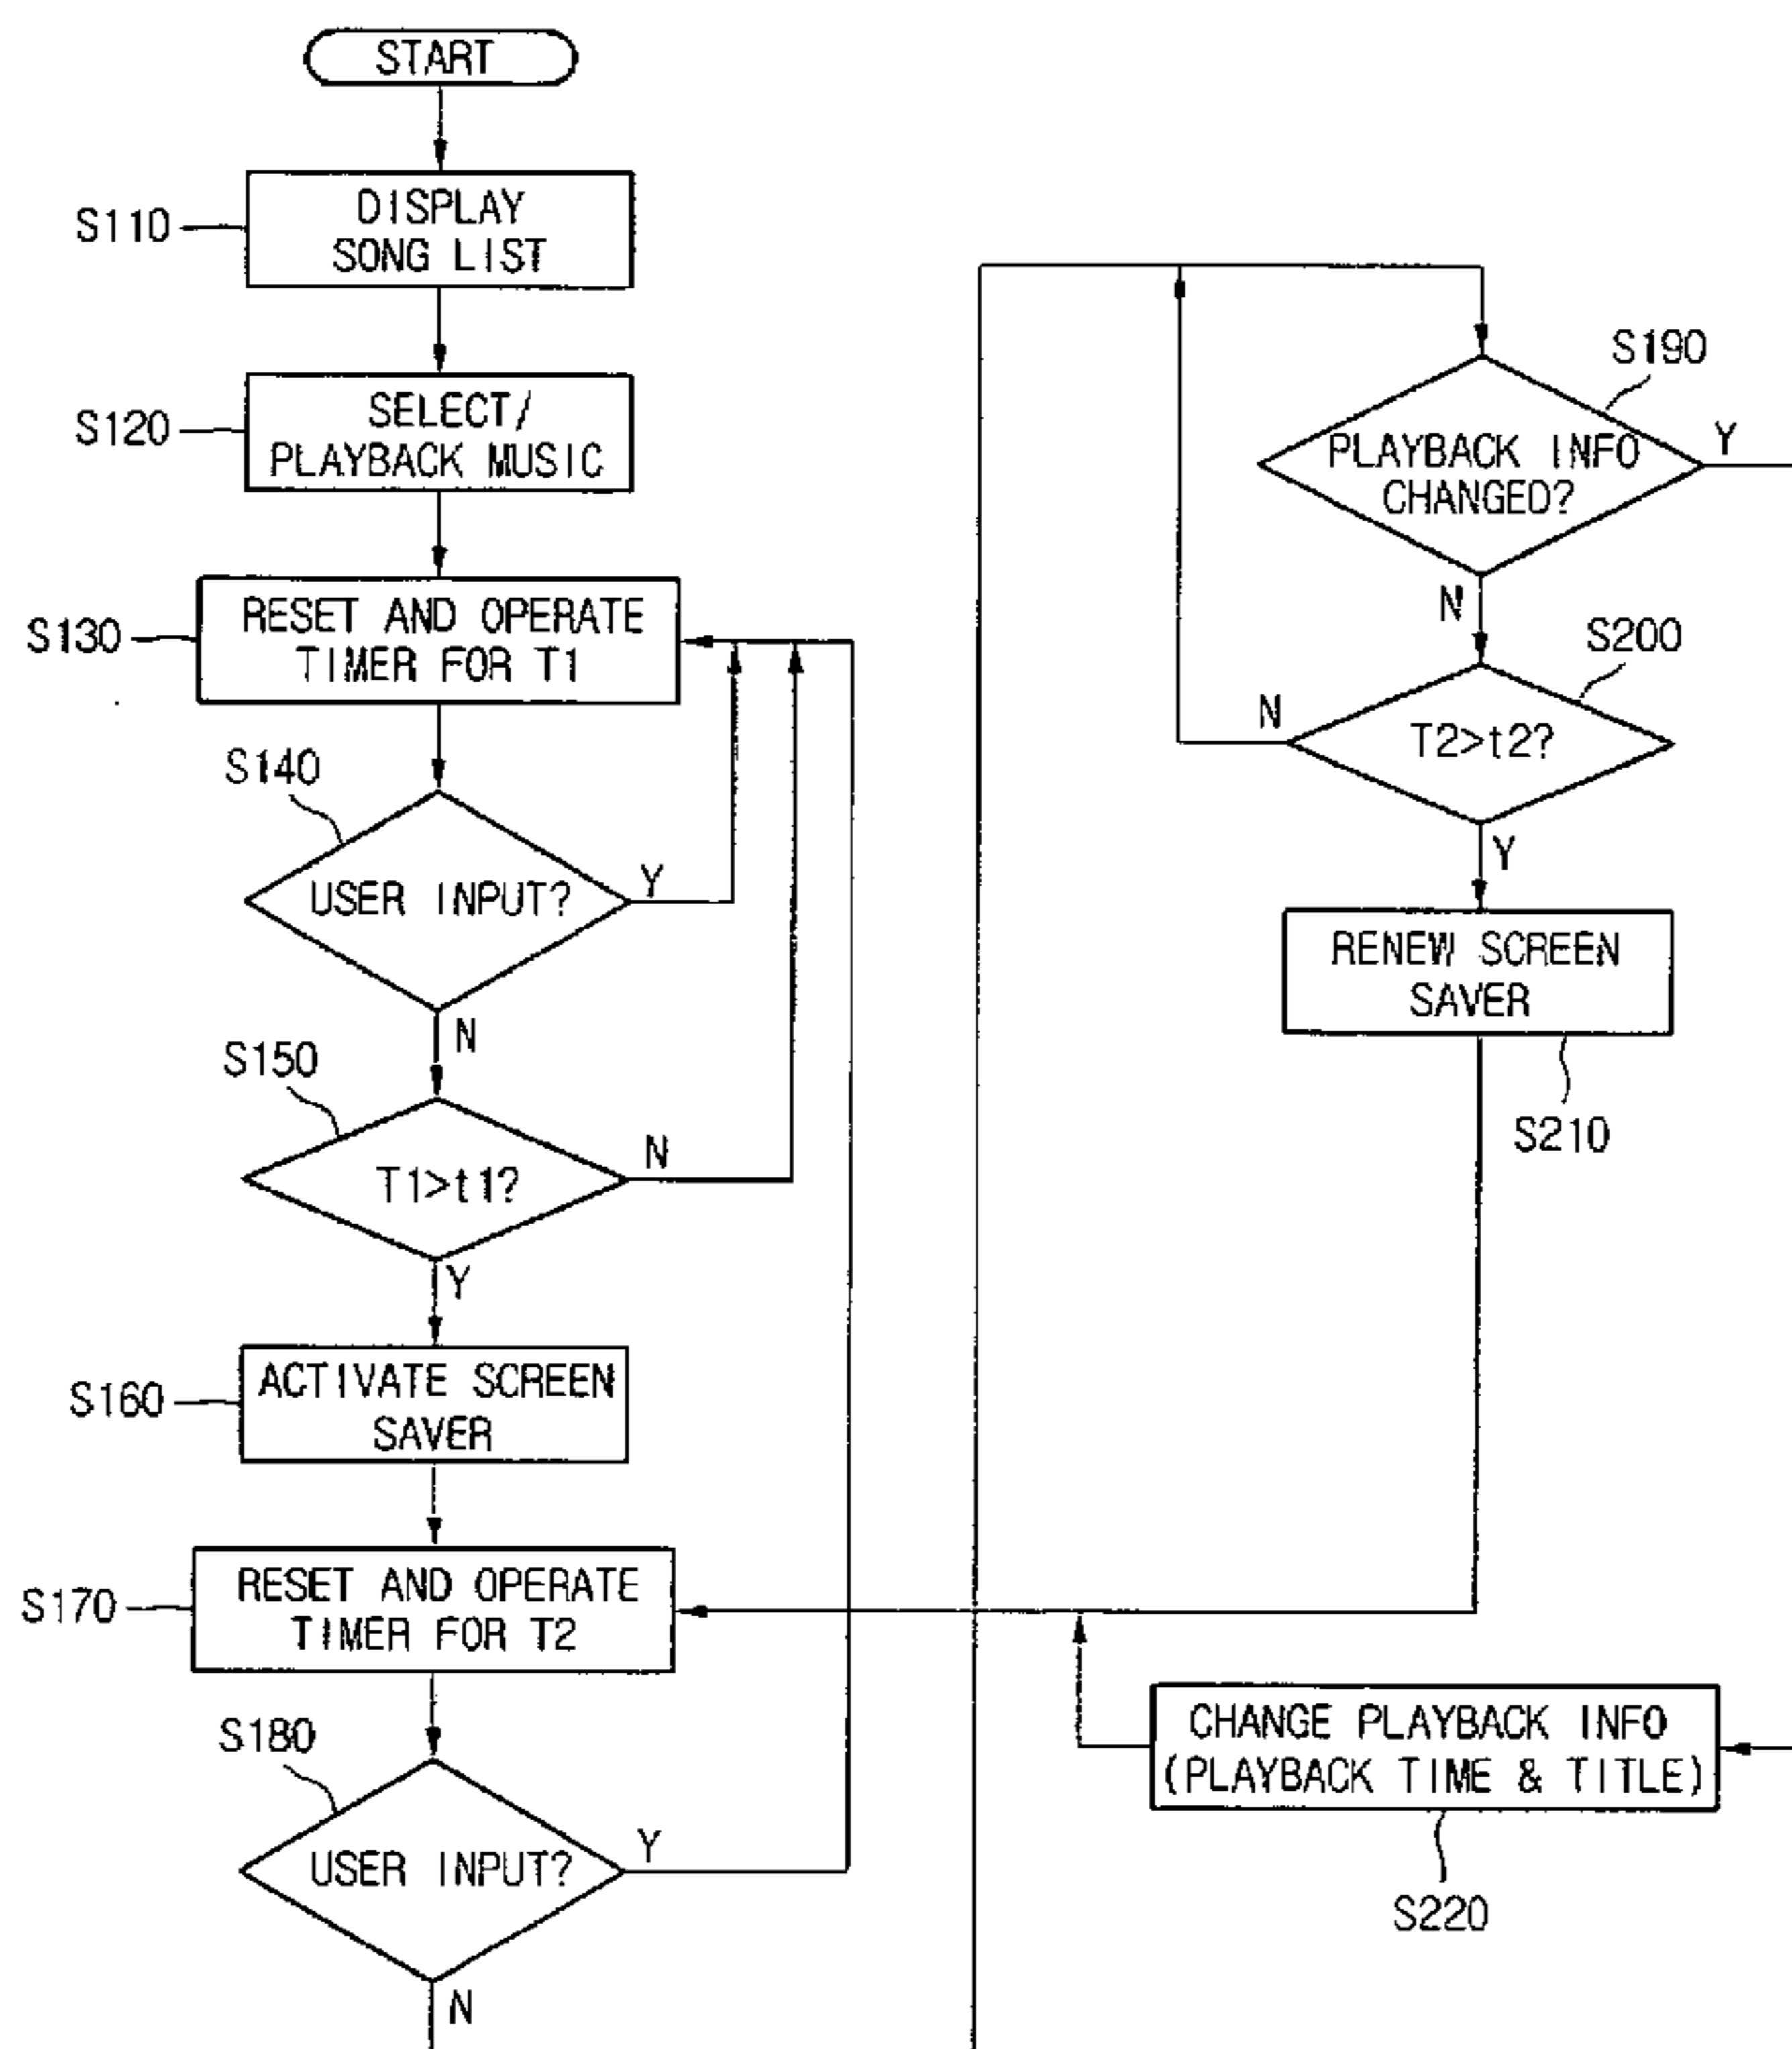 START
S110
DISPLAY
SONG LIST
S120
SELECT/
PLAYBACK MUSIC
S130
RESET AND OPERATE
TIMER FOR T1
S140
USER INPUT?
Y
N
S150
T1>t1?
N
Y
S160
ACTIVATE SCREEN
SAVER
S170
RESET AND OPERATE
TIMER FOR T2
S180
USER INPUT?
Y
N
S190
PLAYBACK INFO
CHANGED?
Y
N
S200
T2>t2?
N
Y
RENEW SCREEN
SAVER
S210
CHANGE PLAYBACK INFO
(PLAYBACK TIME & TITLE)
S220